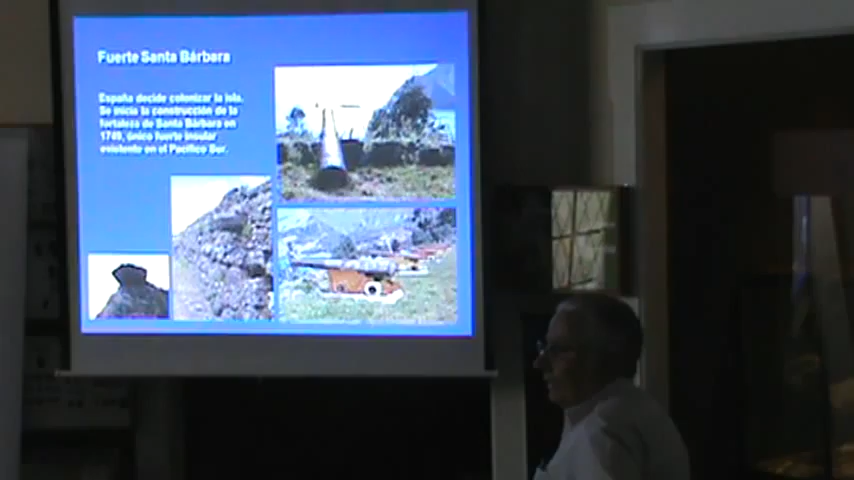 Fuerte Santa Bárbara
España decide colonizar la isla.
Se inicia la construcción de la
fortaleza de Santa Bárbara en
1749, único fuerte insular
existente en el Pacífico Sur.